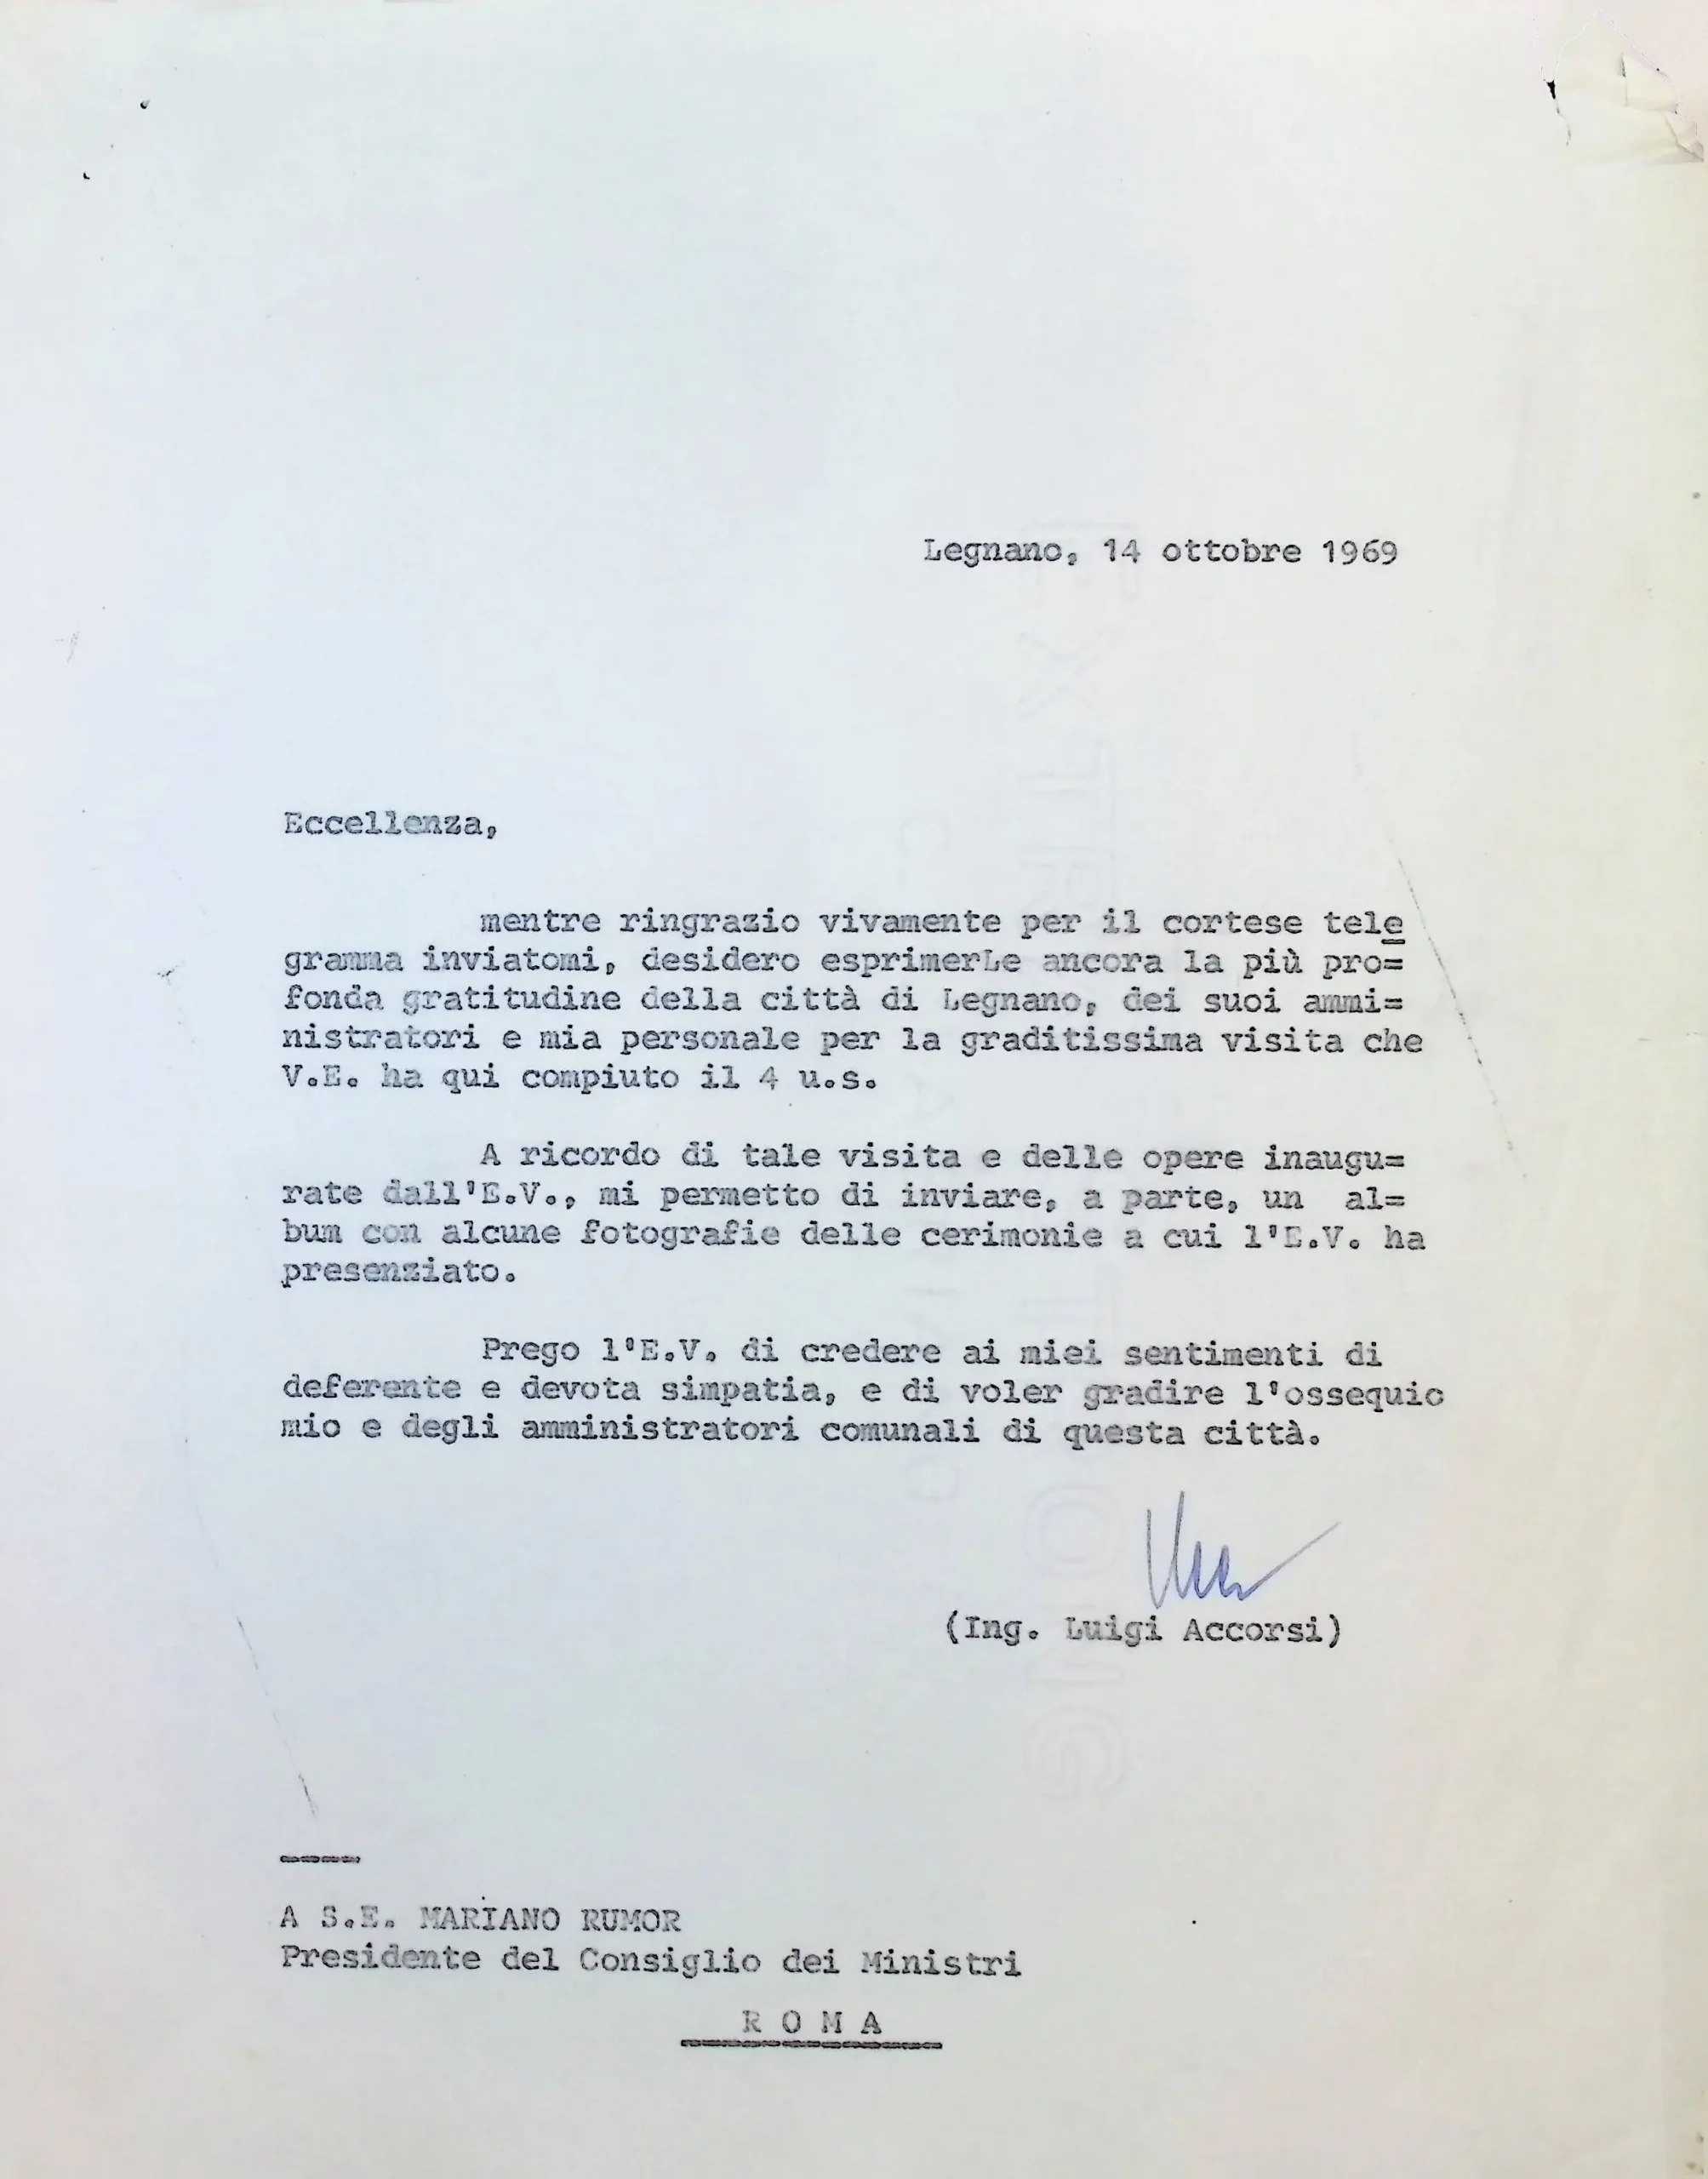 Legnano, 14 ottobre 1969
Eccellenza,
mentre ringrazio vivamente per il cortese tele
gramma inviatomi, desidero esprimerLe ancora la più pro=
fonda gratitudine della città di Legnano, dei suoi ammi=
nistratori e mia personale per la graditissima visita che
V.E. ha qui compiuto il 4 u.s.
A ricordo di tale visita e delle opere inaugu=
rate dall'E.V., mi permetto di inviare, a parte, un al=
bum con alcune fotografie delle cerimonie a cui l'E.V. ha
presenziato.
Prego l'E.V. di credere ai miei sentimenti di
deferente e devota simpatia, e di voler gradire l'ossequio
mio e degli amministratori comunali di questa città.
(Ing. Luigi Accorsi)
A S.E. MARIANO RUMOR
Presidente del Consiglio dei Ministri
R O M A